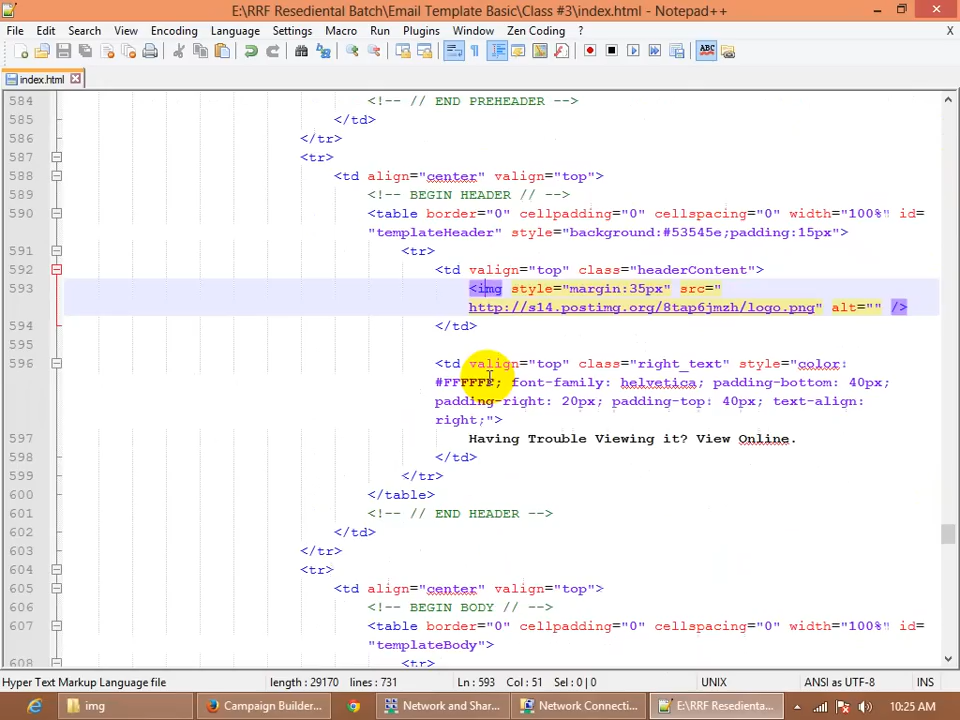 E:\RRF Resediental Batch\Email Template Basic\Class #3\index.html - Notepad++
File Edit Search View Encoding Language Settings Macro Run Plugins Window Zen Coding ? X
index.html
584 <!-- // END PREHEADER -->
585 </td>
586 </tr>
587 <tr>
588 <td align="center" valign="top">
589 <!-- BEGIN HEADER // -->
590 <table border="0" cellpadding="0" cellspacing="0" width="100%" id=
"templateHeader" style="background:#53545e;padding:15px">
591 <tr>
592 <td valign="top" class="headerContent">
593 <img style="margin:35px" src="
http://s14.postimg.org/8tap6jmzh/logo.png" alt="" />
594 </td>
595
596 <td valign="top" class="right_text" style="color:
#FFFFFF; font-family: helvetica; padding-bottom: 40px;
padding-right: 20px; padding-top: 40px; text-align:
right;">
597 Having Trouble Viewing it? View Online.
598 </td>
599 </tr>
600 </table>
601 <!-- // END HEADER -->
602 </td>
603 </tr>
604 <tr>
605 <td align="center" valign="top">
606 <!-- BEGIN BODY // -->
607 <table border="0" cellpadding="0" cellspacing="0" width="100%" id=
"templateBody">
608 <tr>
Hyper Text Markup Language file length : 29170 lines : 731 Ln : 593 Col : 51 Sel : 0 | 0 UNIX ANSI as UTF-8 INS
img Campaign Builder... Network and Shar... Network Connecti... E:\RRF Resediental... 10:25 AM